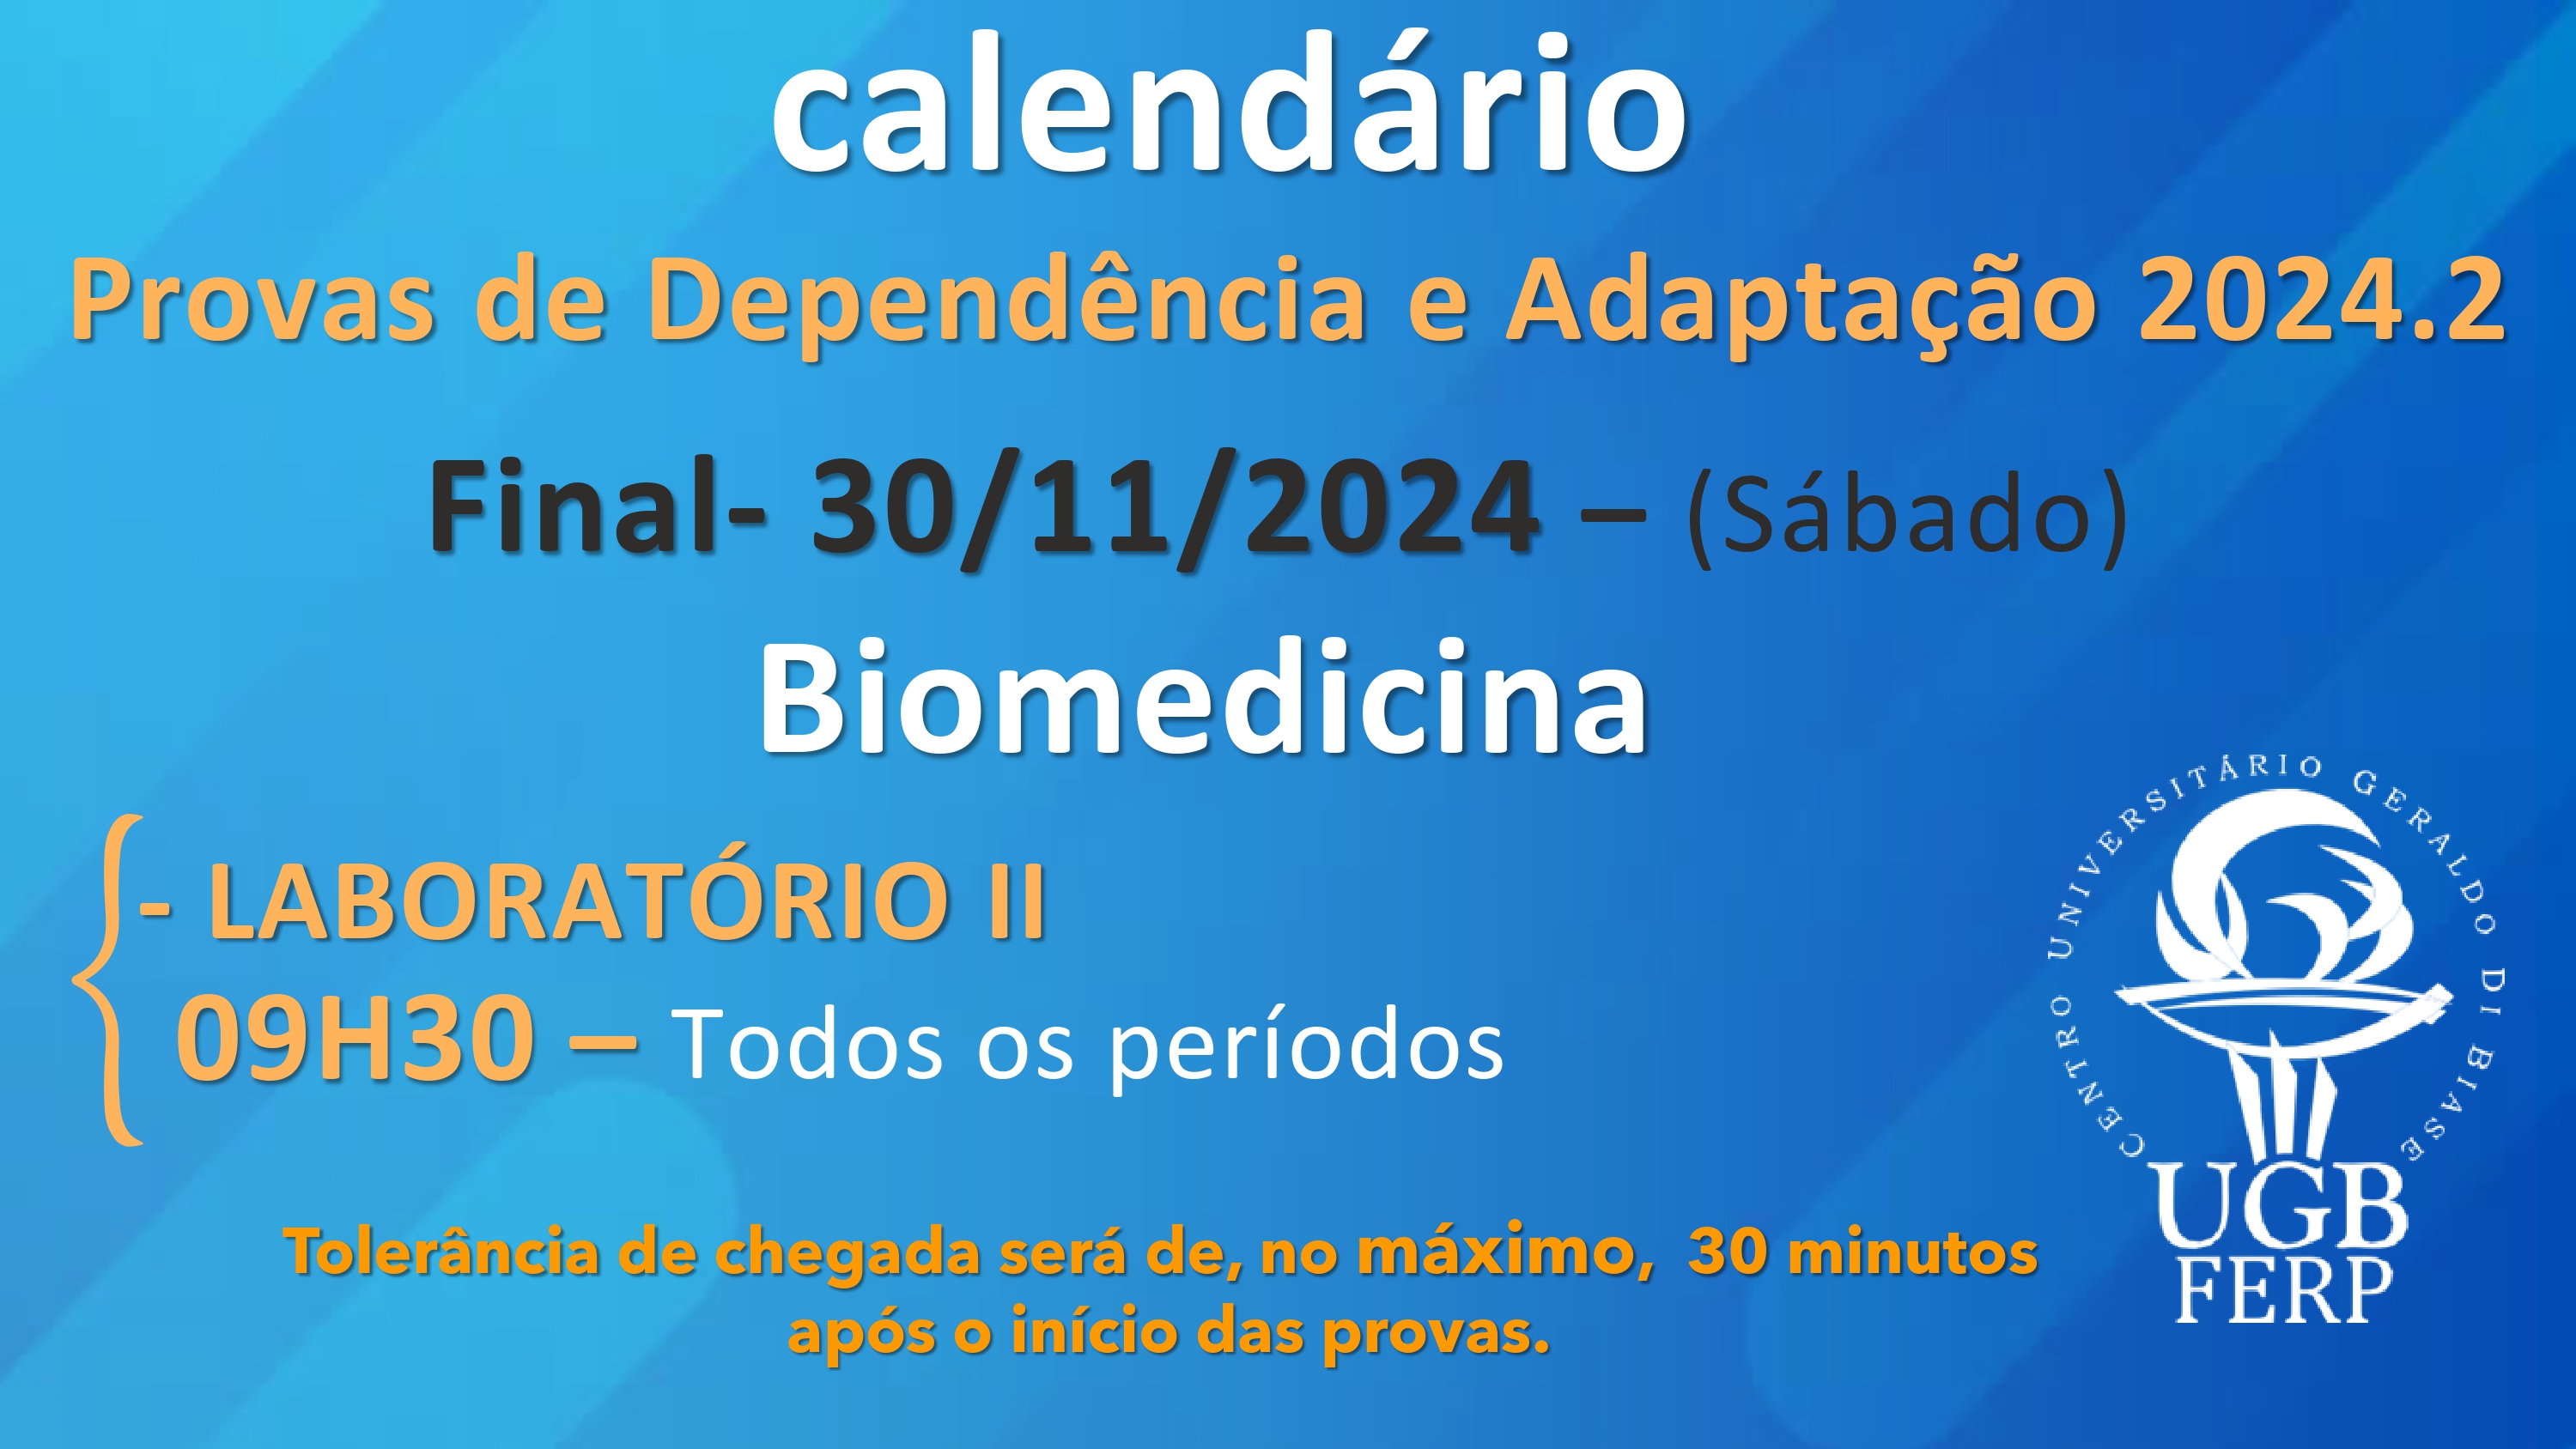 calendário
Provas de Dependência e Adaptação 2024.2
Final- 30/11/2024 – (Sábado)
Biomedicina
- LABORATÓRIO II
09H30 – Todos os períodos
Tolerância de chegada será de, no máximo, 30 minutos
após o início das provas.
CENTRO UNIVERSITÁRIO GERALDO DI BIASE
UGB
FERP